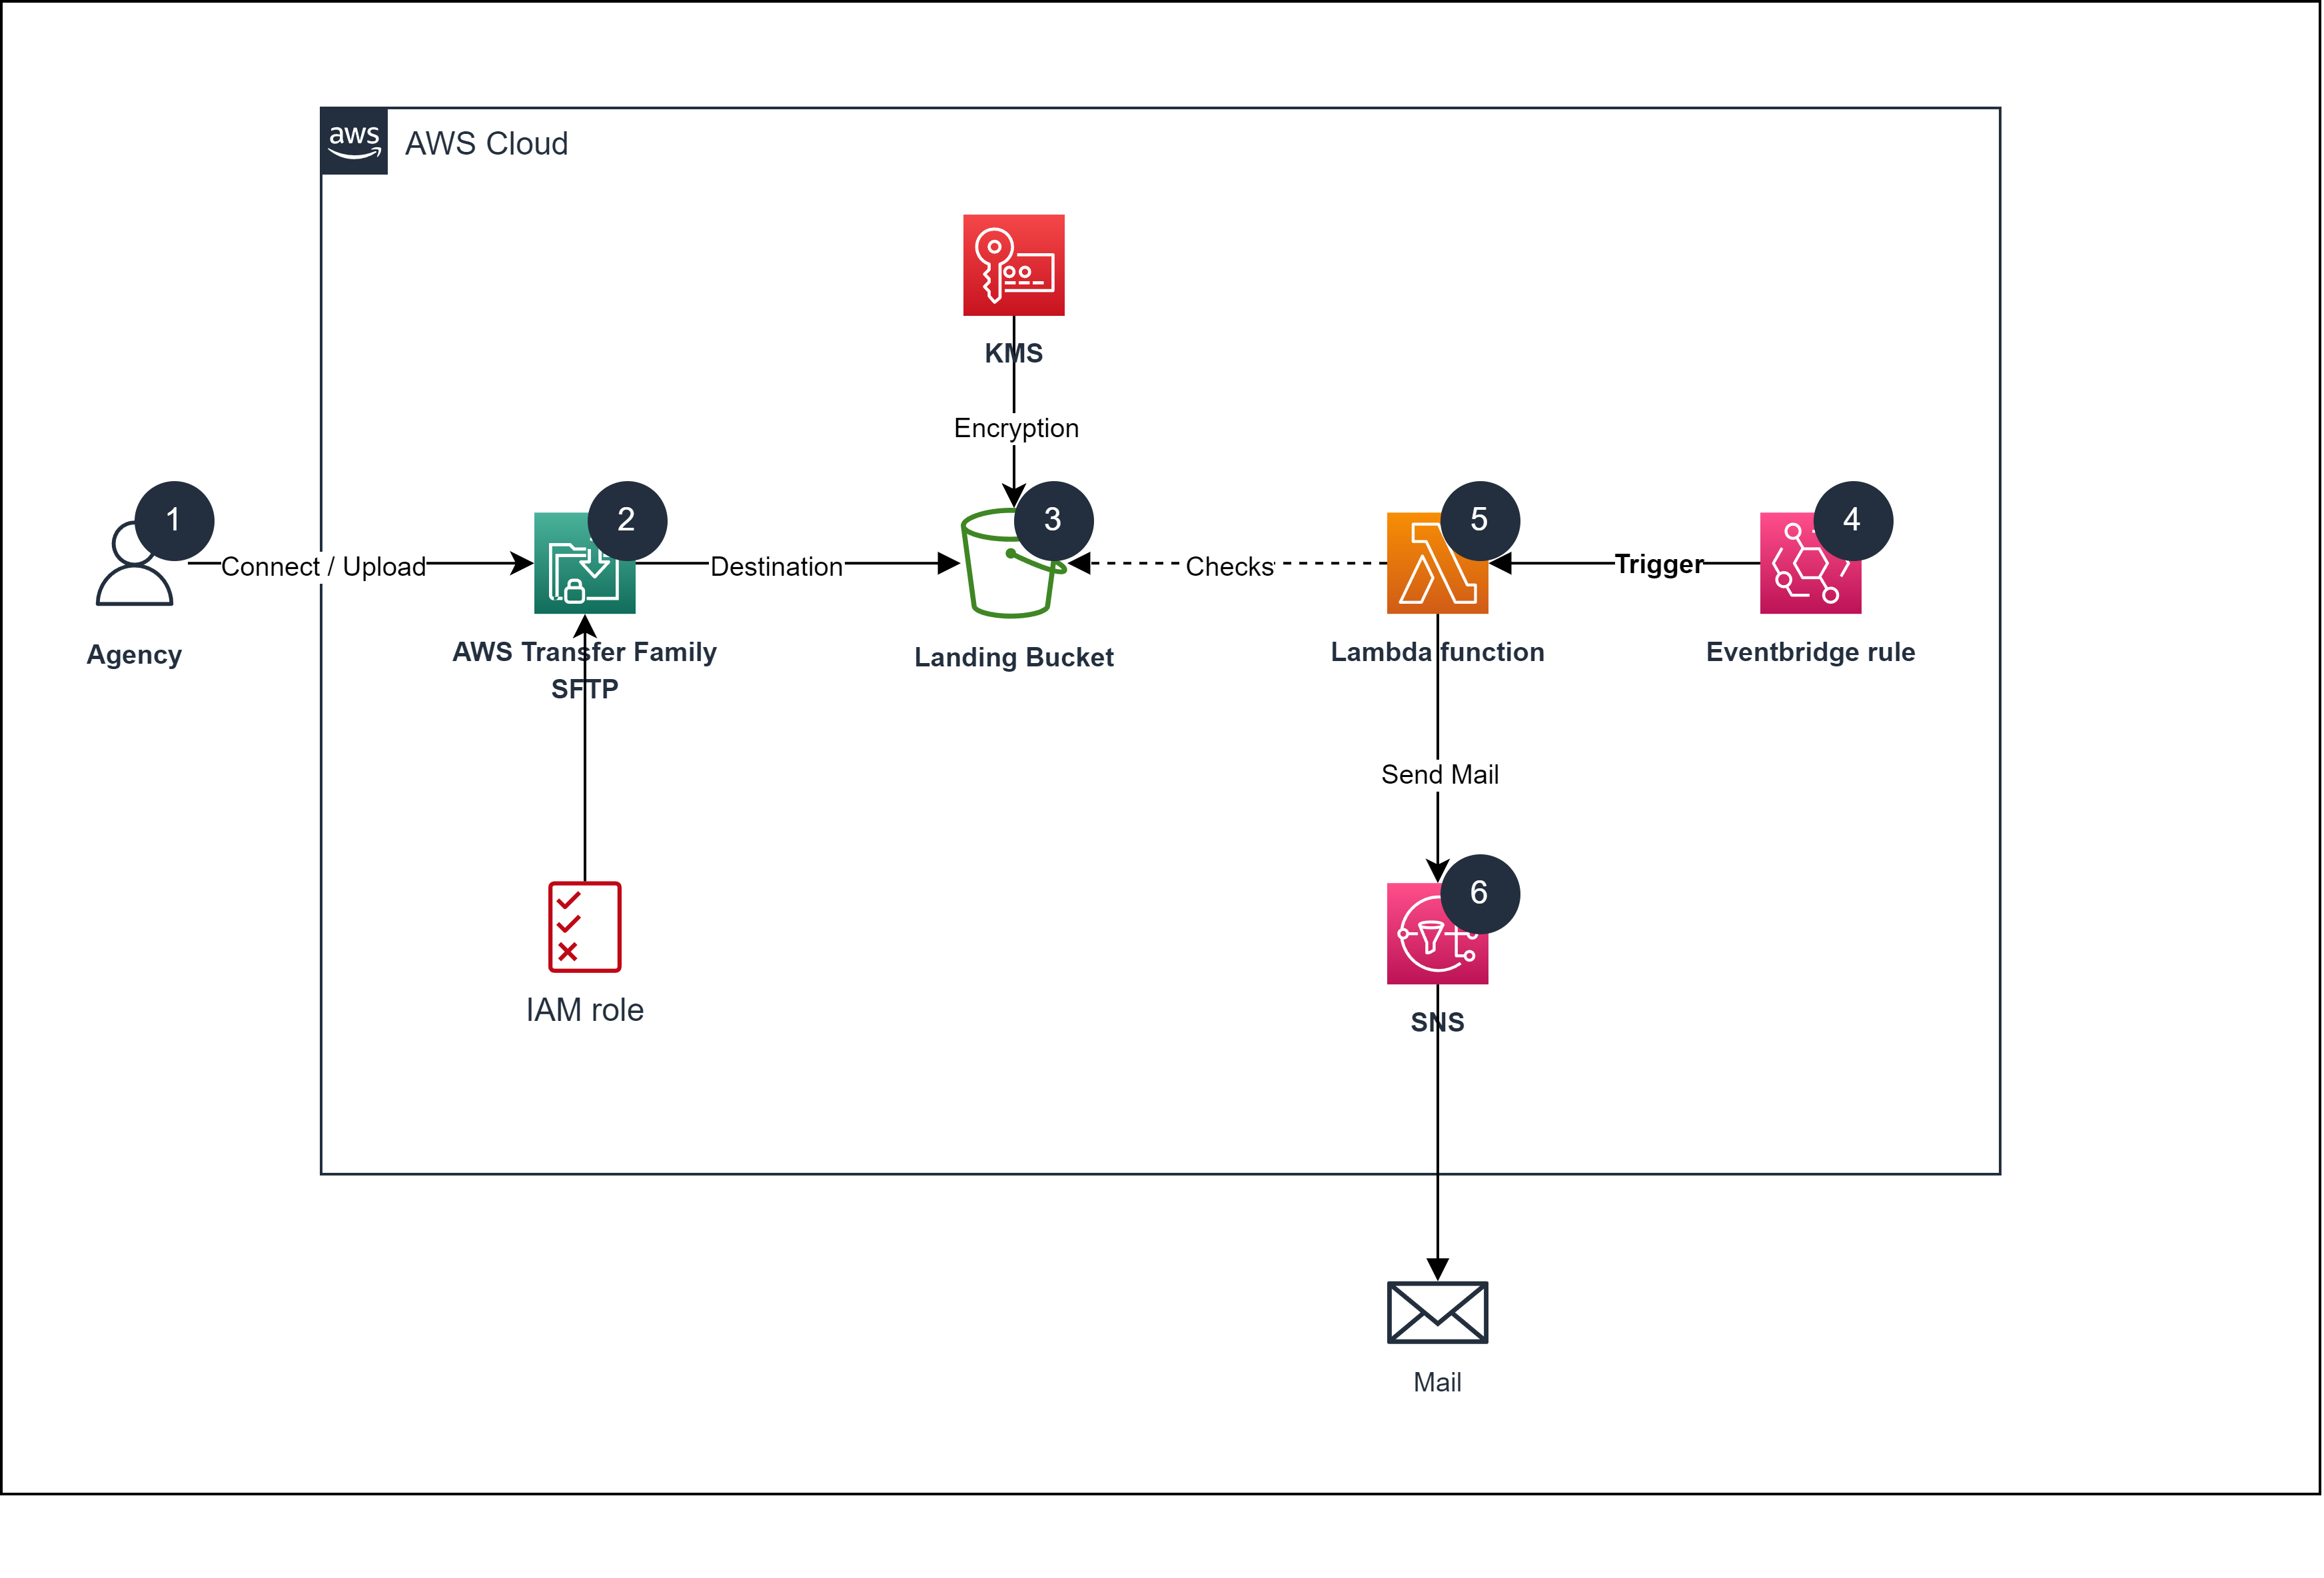 aws
AWS Cloud
KMS
Encryption
1
2
3
5
4
Connect / Upload
Destination
Checks
Trigger
Agency
AWS Transfer Family
SFTP
Landing Bucket
Lambda function
Eventbridge rule
Send Mail
6
IAM role
SNS
Mail